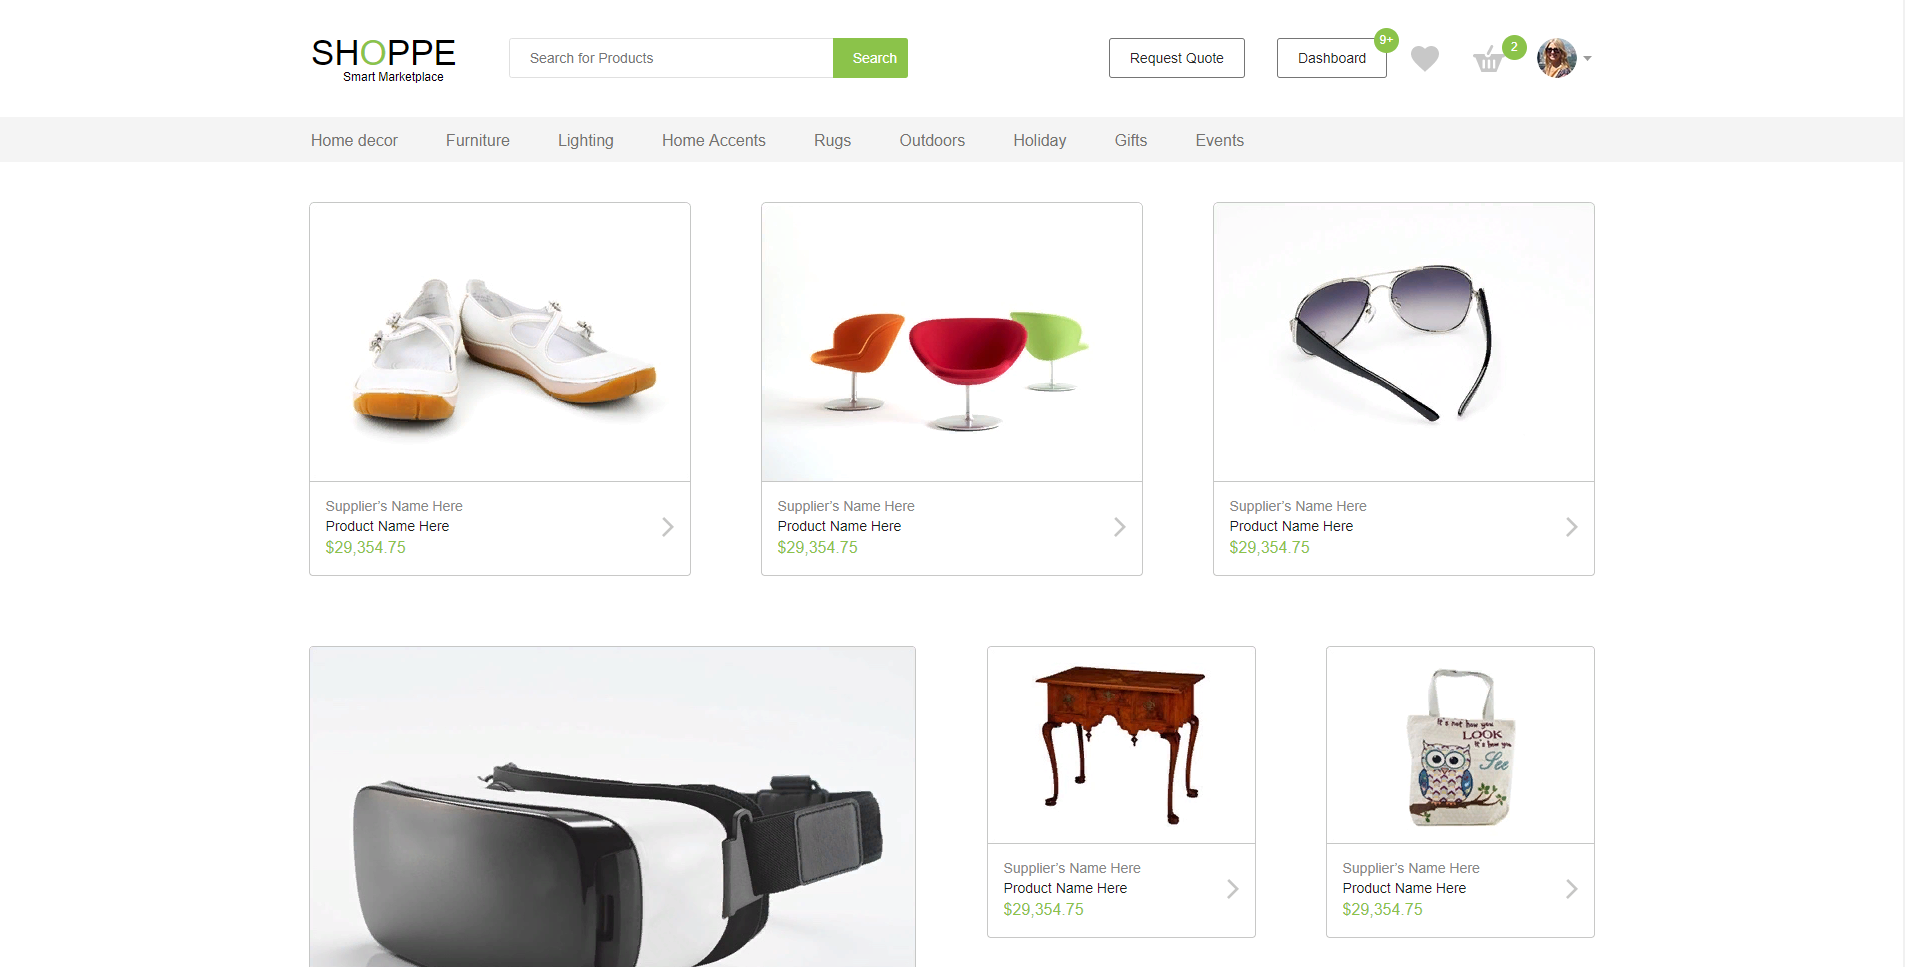 SHOPPE
Smart Marketplace
Search for Products
Search
Request Quote
Dashboard
9+
2
Home decor
Furniture
Lighting
Home Accents
Rugs
Outdoors
Holiday
Gifts
Events
Supplier’s Name Here
Product Name Here
$29,354.75
Supplier’s Name Here
Product Name Here
$29,354.75
Supplier’s Name Here
Product Name Here
$29,354.75
It's not how you
LOOK
It's how you
See
Supplier’s Name Here
Product Name Here
$29,354.75
Supplier’s Name Here
Product Name Here
$29,354.75